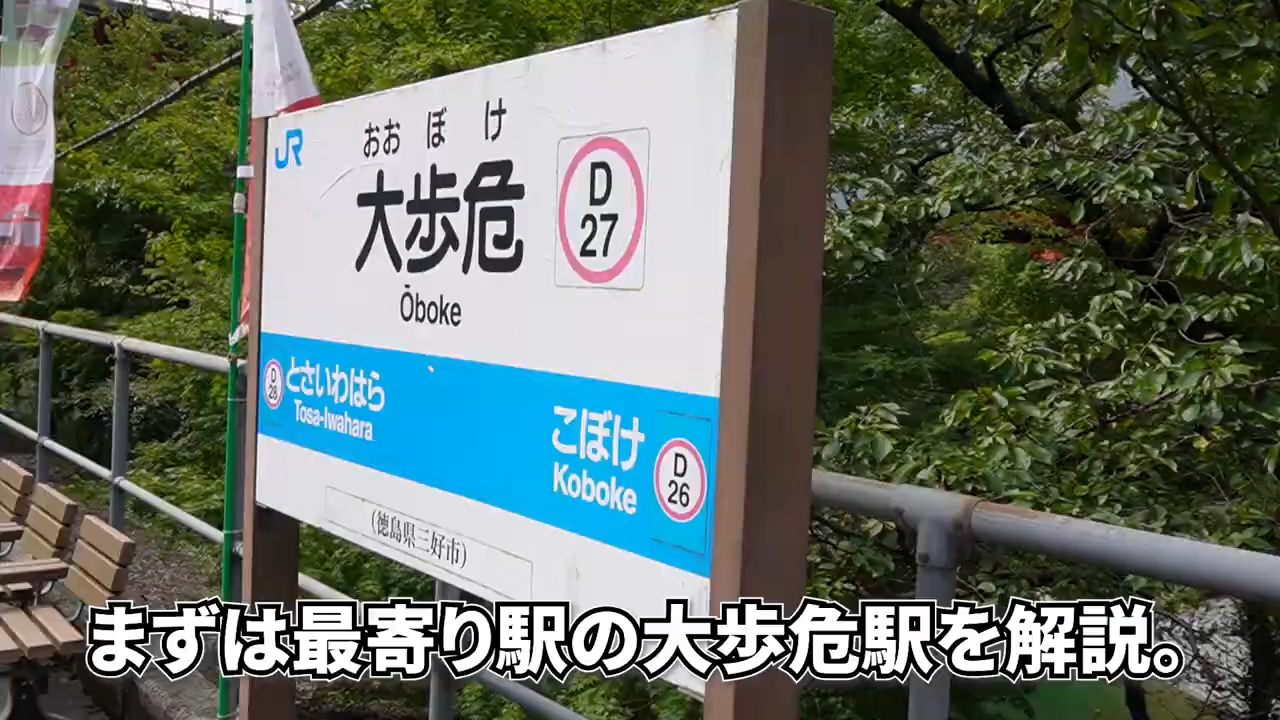 JR
おおぼけ
大歩危
Ōboke
D
27
D
28
とさいわはら
Tosa-Iwahara
こぼけ
Koboke
D
26
(徳島県三好市)
まずは最寄り駅の大歩危駅を解説。